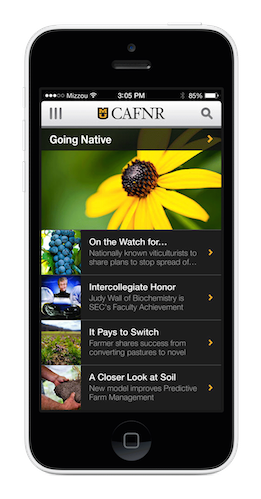 Mizzou 3:05 PM 85%
CAFNR
Going Native
On the Watch for...
Nationally known viticulturists to
share plans to stop spread of...
Intercollegiate Honor
Judy Wall of Biochemistry is
SEC's Faculty Achievement
It Pays to Switch
Farmer shares success from
converting pastures to novel
A Closer Look at Soil
New model improves Predictive
Farm Management